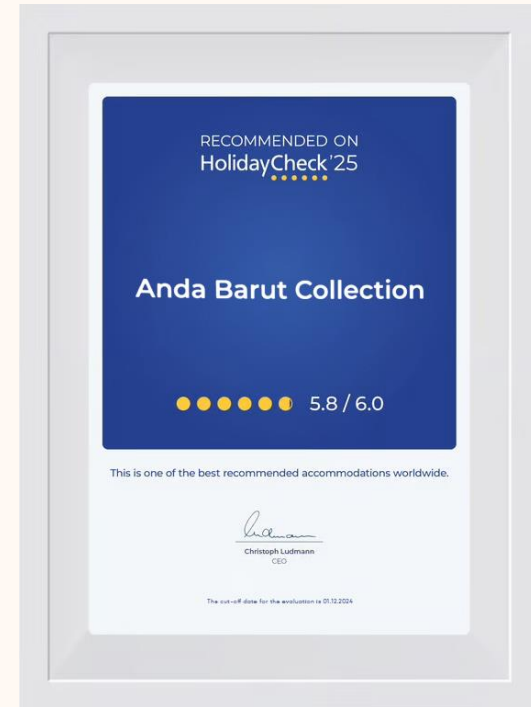 RECOMMENDED ON
HolidayCheck'25
Anda Barut Collection
5.8 / 6.0
This is one of the best recommended accommodations worldwide.
Ludmann
Christoph Ludmann
CEO
The cut-off date for the evaluation is 01.12.2024